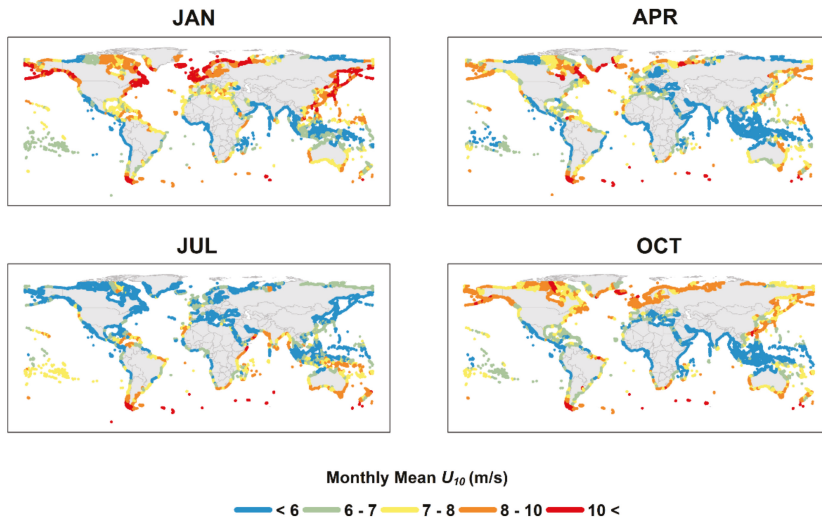 JAN
APR
JUL
OCT
Monthly Mean U10 (m/s)
< 6 6 - 7 7 - 8 8 - 10 10 <